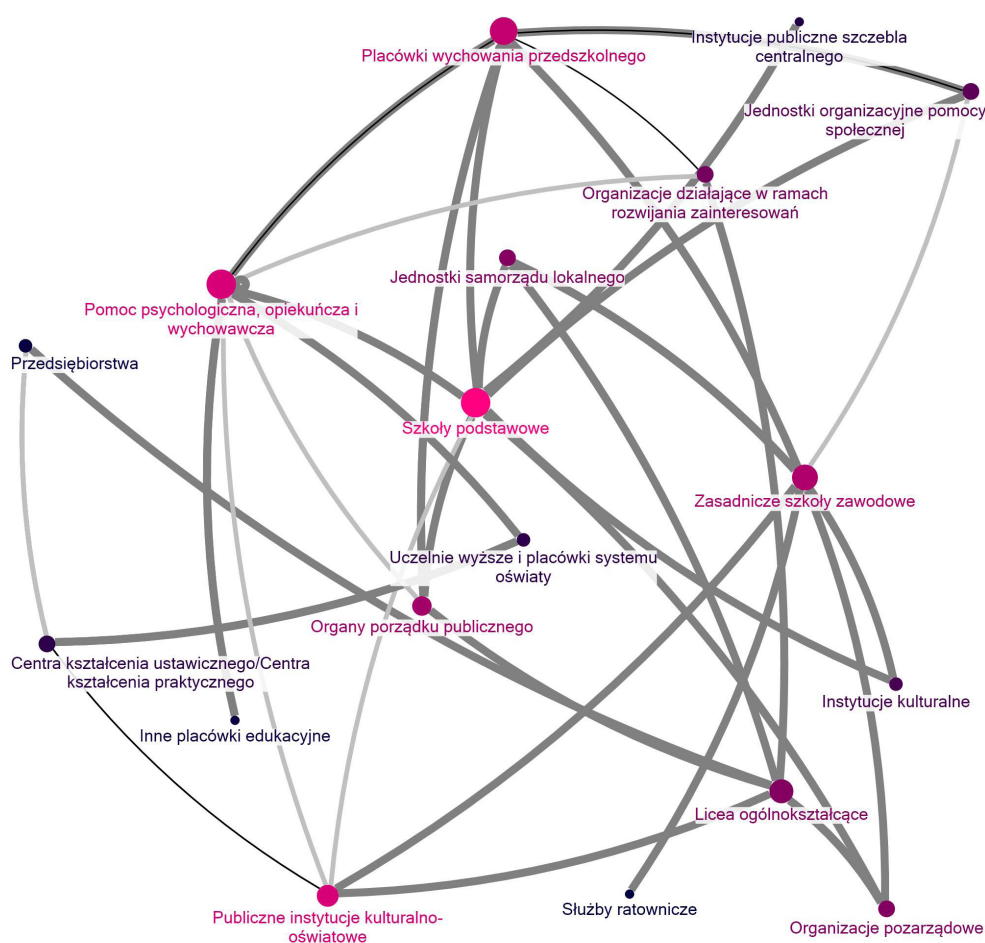 Instytucje publiczne szczebla
centralnego
Placówki wychowania przedszkolnego
Jednostki organizacyjne pomocy
społecznej
Organizacje działające w ramach
rozwijania zainteresowań
Jednostki samorządu lokalnego
Pomoc psychologiczna, opiekuńcza i
wychowawcza
Przedsiębiorstwa
Szkoły podstawowe
Zasadnicze szkoły zawodowe
Uczelnie wyższe i placówki systemu
oświaty
Organy porządku publicznego
Centra kształcenia ustawicznego/Centra
kształcenia praktycznego
Instytucje kulturalne
Inne placówki edukacyjne
Licea ogólnokształcące
Służby ratownicze
Publiczne instytucje kulturalno-
oświatowe
Organizacje pozarządowe